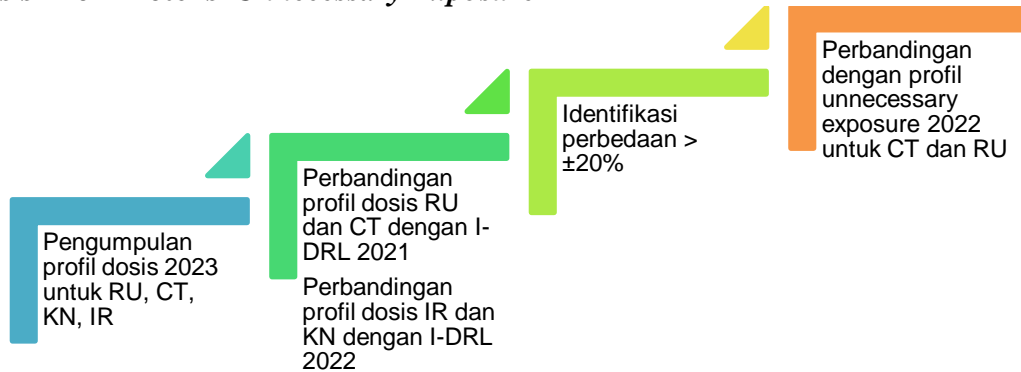 Pengumpulan
profil dosis 2023
untuk RU, CT,
KN, IR
Perbandingan
profil dosis RU
dan CT dengan I-
DRL 2021
Perbandingan
profil dosis IR dan
KN dengan I-DRL
2022
Identifikasi
perbedaan >
±20%
Perbandingan
dengan profil
unnecessary
exposure 2022
untuk CT dan RU